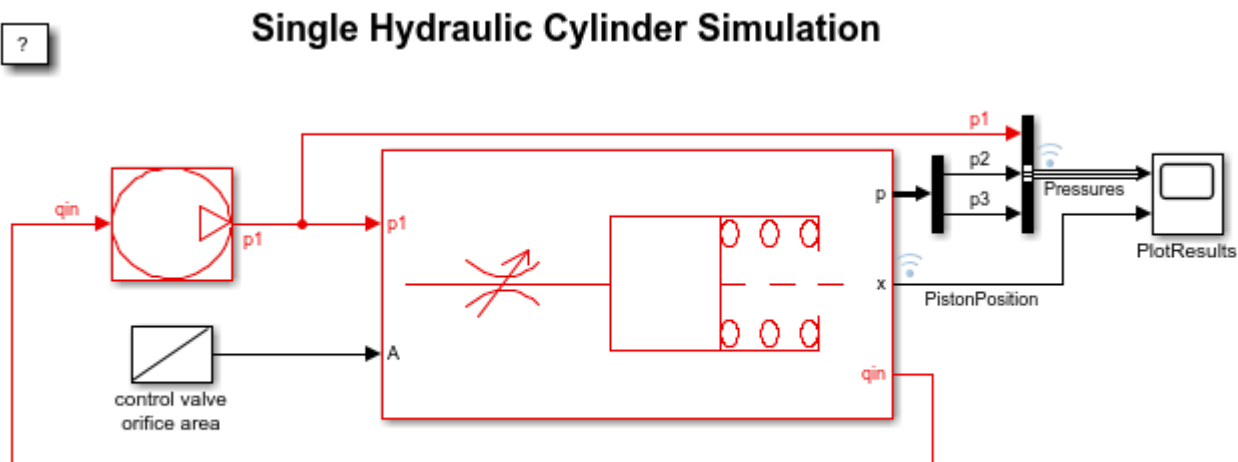 Single Hydraulic Cylinder Simulation
?
p1
p2
p
p3
Pressures
qin
p1
p1
PlotResults
x
PistonPosition
A
qin
control valve
orifice area